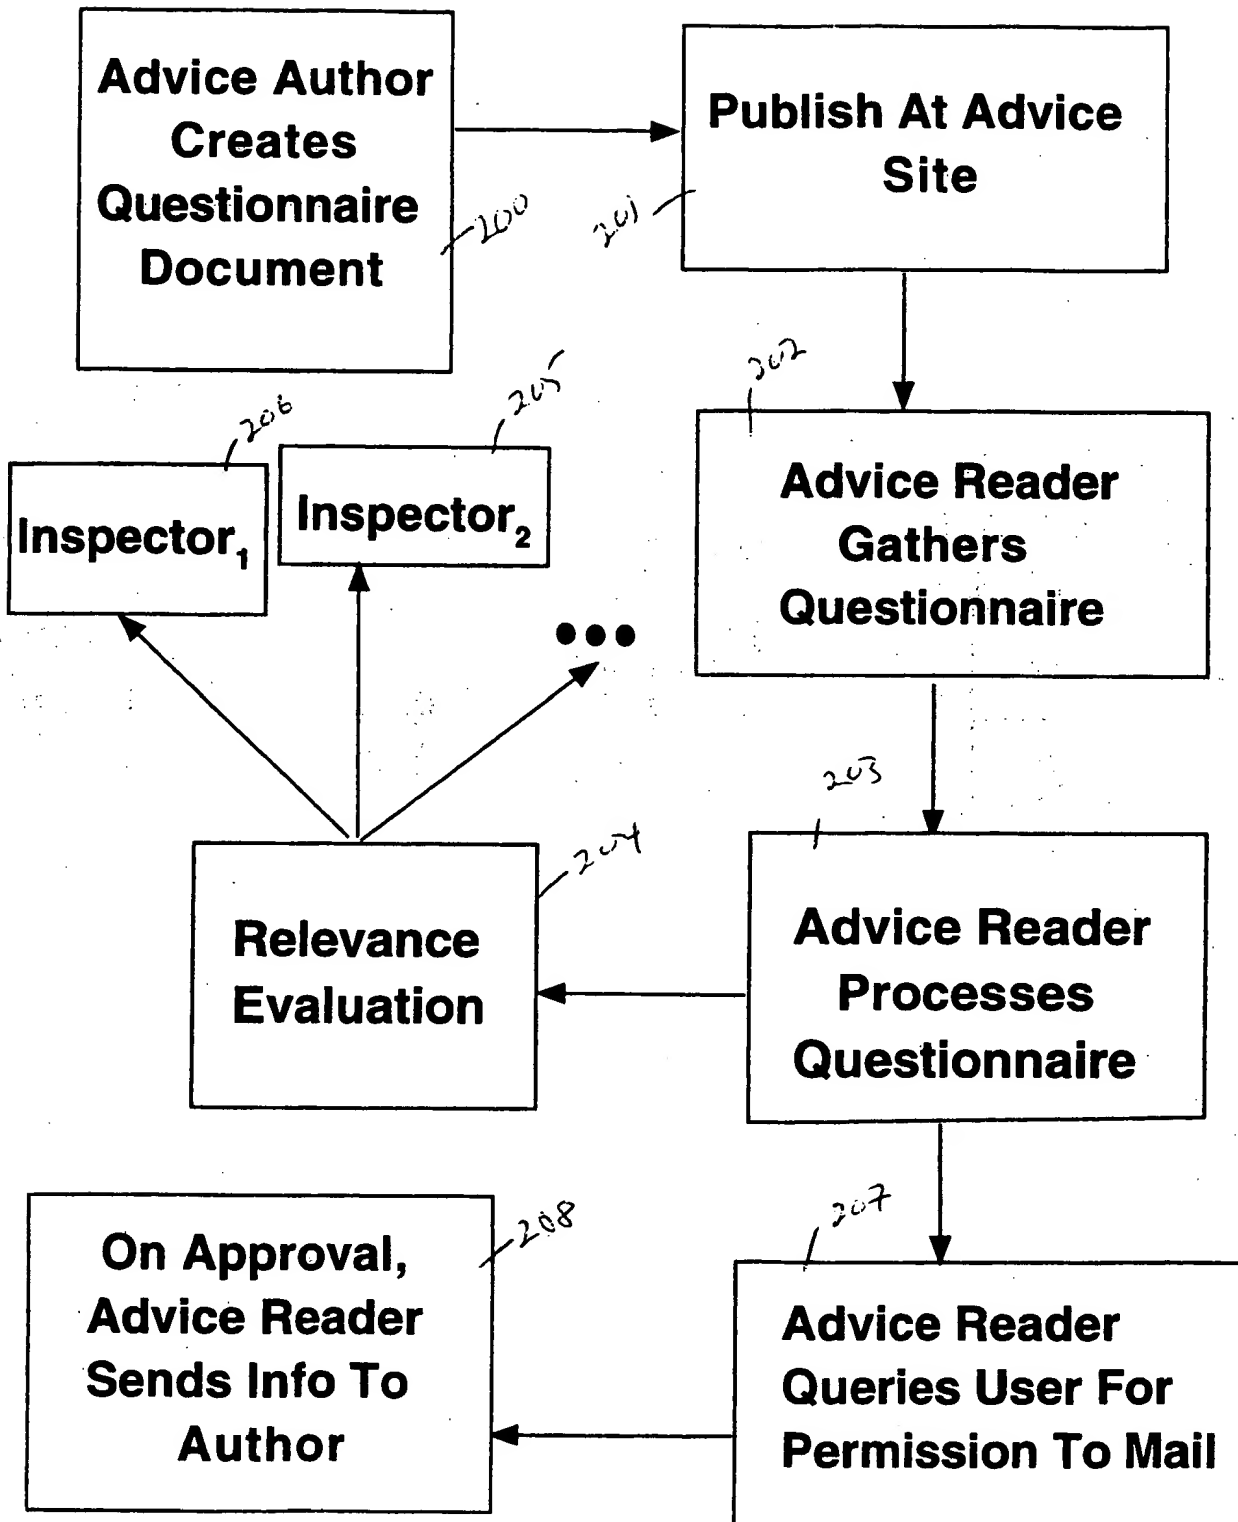 Advice Author
Creates
Questionnaire
Document
200
Publish At Advice
Site
201
202
Advice Reader
Gathers
Questionnaire
206
Inspector₁
205
Inspector₂
•••
203
Advice Reader
Processes
Questionnaire
204
Relevance
Evaluation
207
Advice Reader
Queries User For
Permission To Mail
208
On Approval,
Advice Reader
Sends Info To
Author